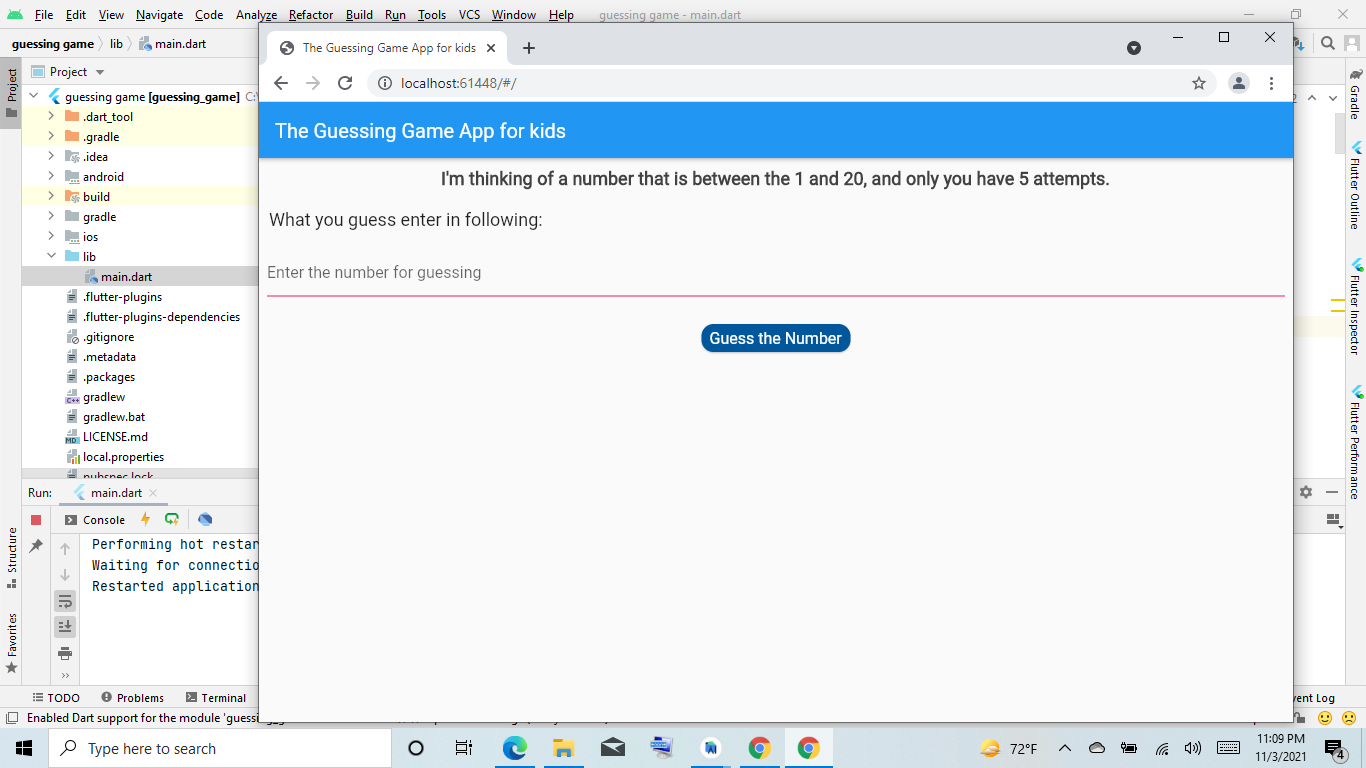 File Edit View Navigate Code Analyze Refactor Build Run Tools VCS Window Help guessing game - main.dart
guessing game lib main.dart
The Guessing Game App for kids
localhost:61448/#/
Project
guessing game [guessing_game] C:\
.dart_tool
.gradle
.idea
android
build
gradle
ios
lib
main.dart
.flutter-plugins
.flutter-plugins-dependencies
.gitignore
.metadata
.packages
gradlew
gradlew.bat
LICENSE.md
local.properties
pubspec.lock
The Guessing Game App for kids
I'm thinking of a number that is between the 1 and 20, and only you have 5 attempts.
What you guess enter in following:
Enter the number for guessing
Guess the Number
Project
Structure
Favorites
2
Gradle
Flutter Outline
Flutter Inspector
Flutter Performance
Run: main.dart
Console
Performing hot restar
Waiting for connectio
Restarted application
TODO Problems Terminal
vent Log
Enabled Dart support for the module 'guessing_g
Type here to search
72°F
11:09 PM
11/3/2021
4